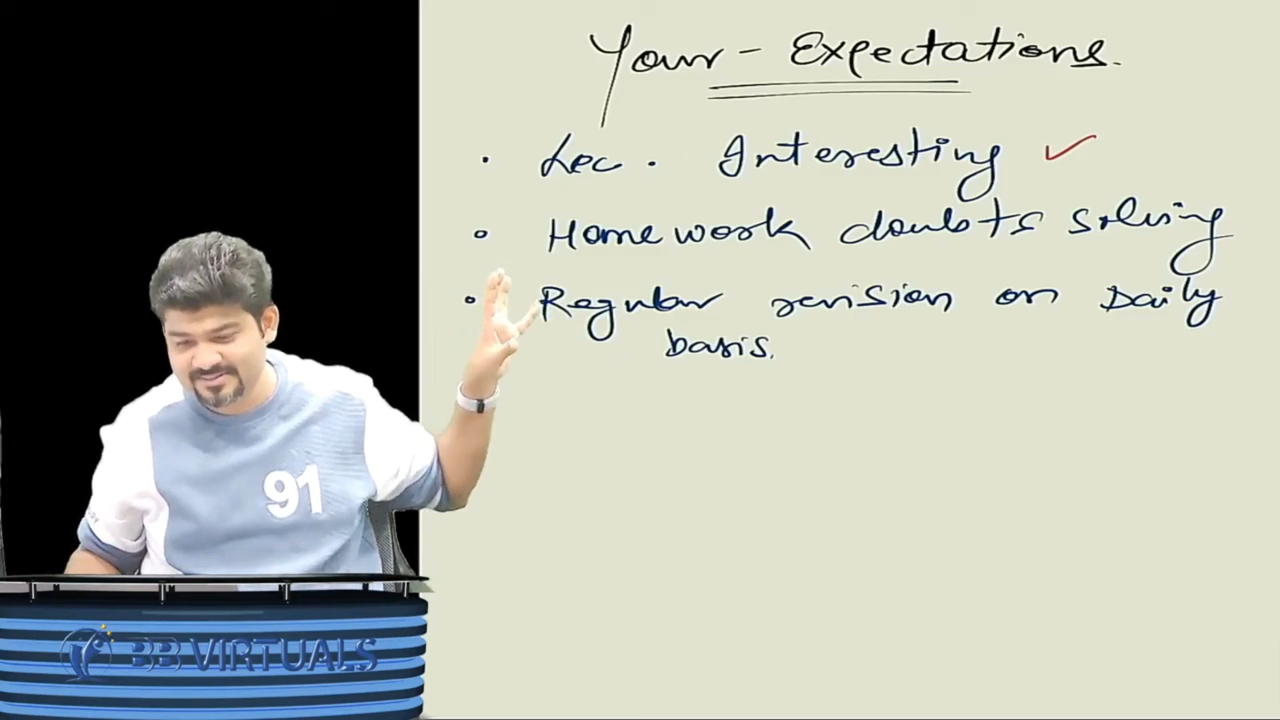 Your - Expectations.
• Lec. Interesting ✓
• Homework doubts solving
• Regular revision on Daily
basis.
91
BB VIRTUALS